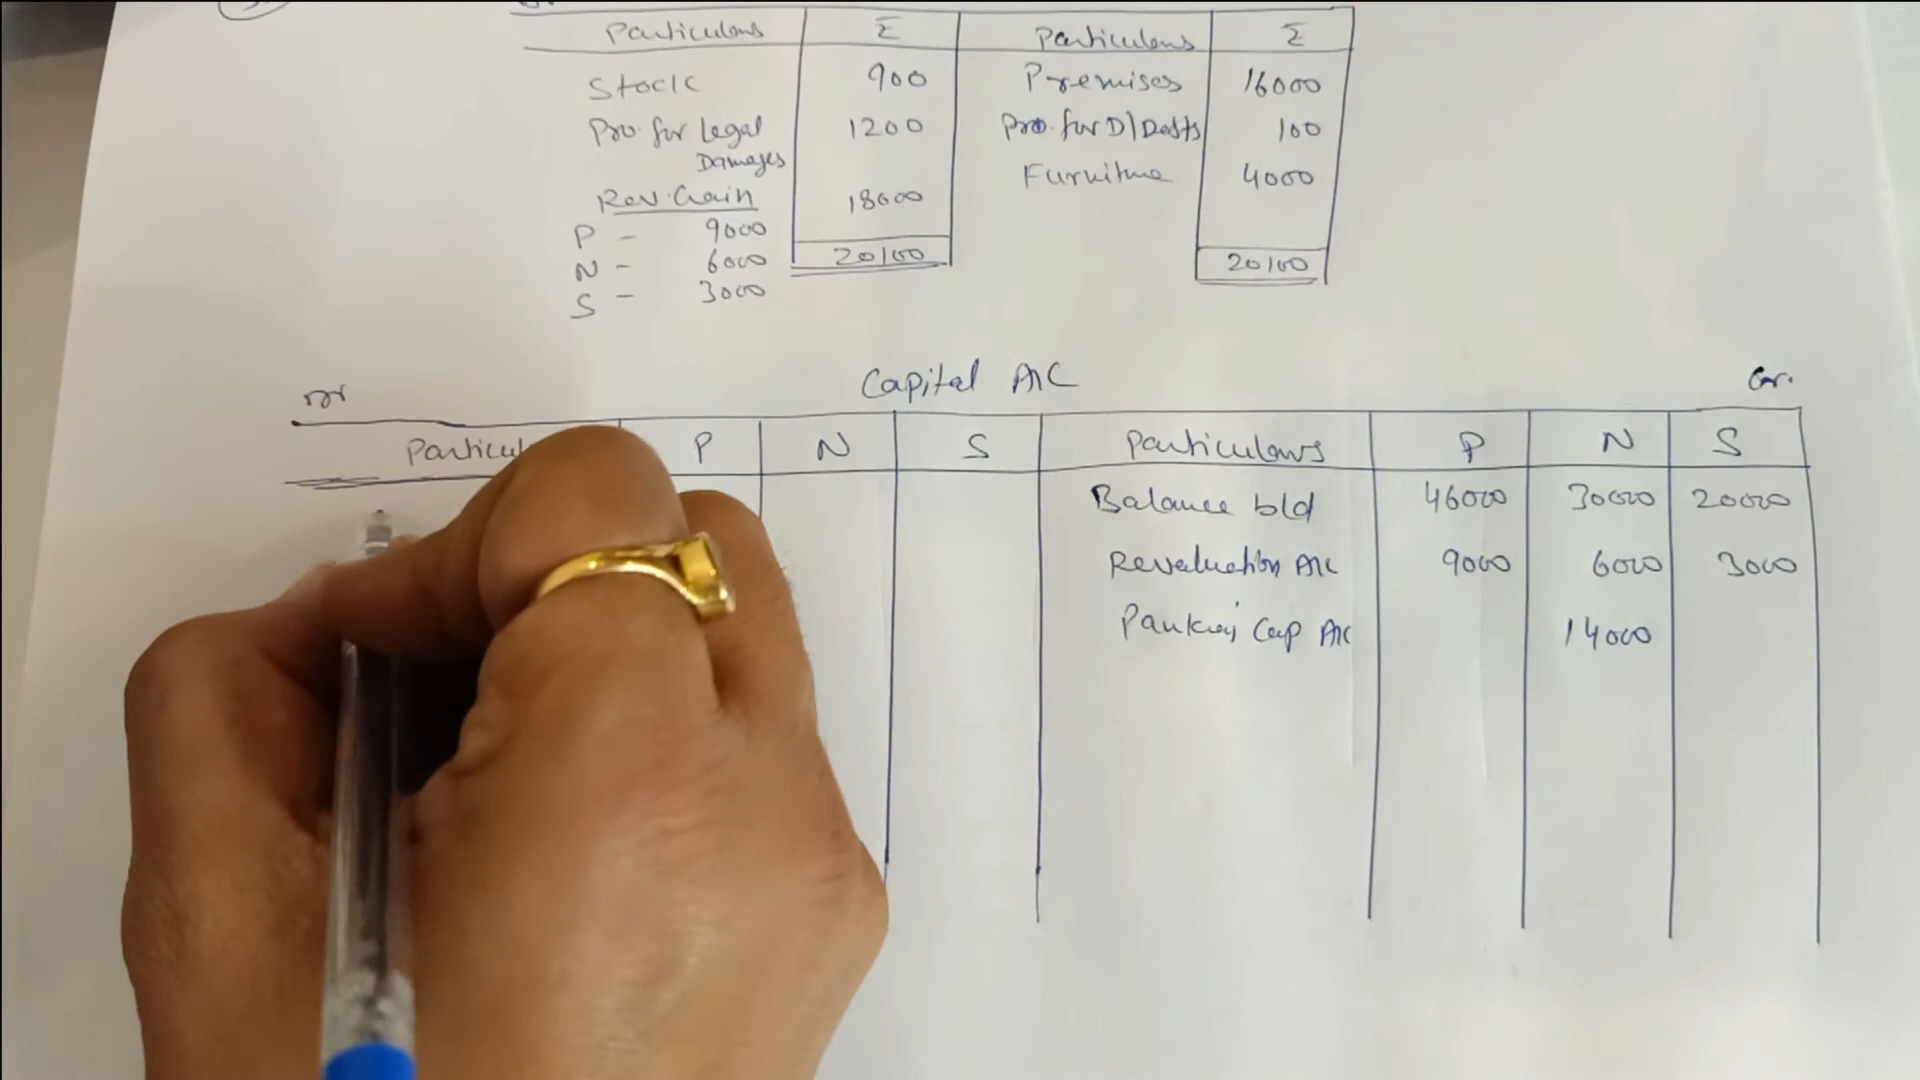 Particulars Σ Particulars Σ
Stock 900 Premises 16000
Pro. for Legal Damages 1200 Pro. for D/Debts 100
Rev. Gain 18000 Furniture 4000
P - 9000
N - 6000 20100 20100
S - 3000
Capital A/C
Dr Cr.
Particul P N S Particulars P N S
Balance b/d 46000 30000 20000
Revaluation A/c 9000 6000 3000
Pankaj Cap A/c 14000